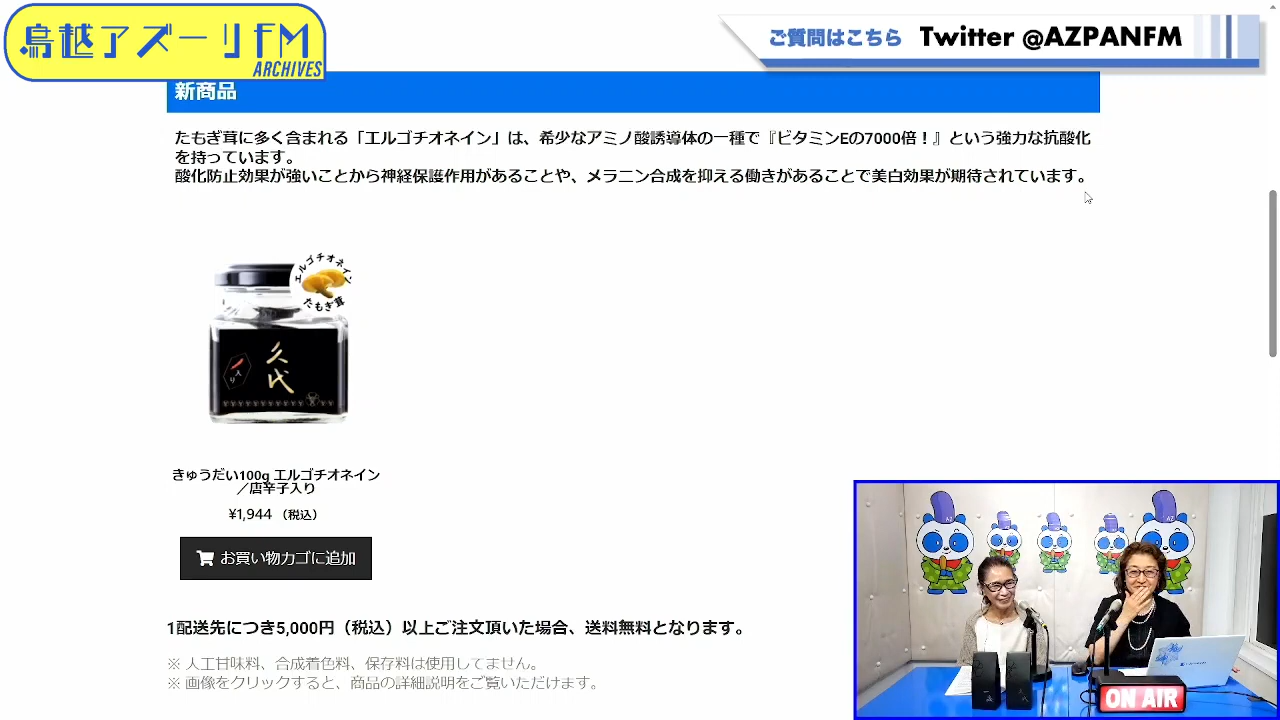 鳥越アズーリFM
ARCHIVES
ご質問はこちら Twitter @AZPANFM
新商品
たもぎ茸に多く含まれる「エルゴチオネイン」は、希少なアミノ酸誘導体の一種で『ビタミンEの7000倍！』という強力な抗酸化
を持っています。
酸化防止効果が強いことから神経保護作用があることや、メラニン合成を抑える働きがあることで美白効果が期待されています。
エルゴチオネイン
たもぎ茸
久代
入り
きゅうだい100g エルゴチオネイン
／唐辛子入り
¥1,944 （税込）
お買い物カゴに追加
1配送先につき5,000円（税込）以上ご注文頂いた場合、送料無料となります。
※ 人工甘味料、合成着色料、保存料は使用してません。
※ 画像をクリックすると、商品の詳細説明をご覧いただけます。
AZ
AZ
ON AIR